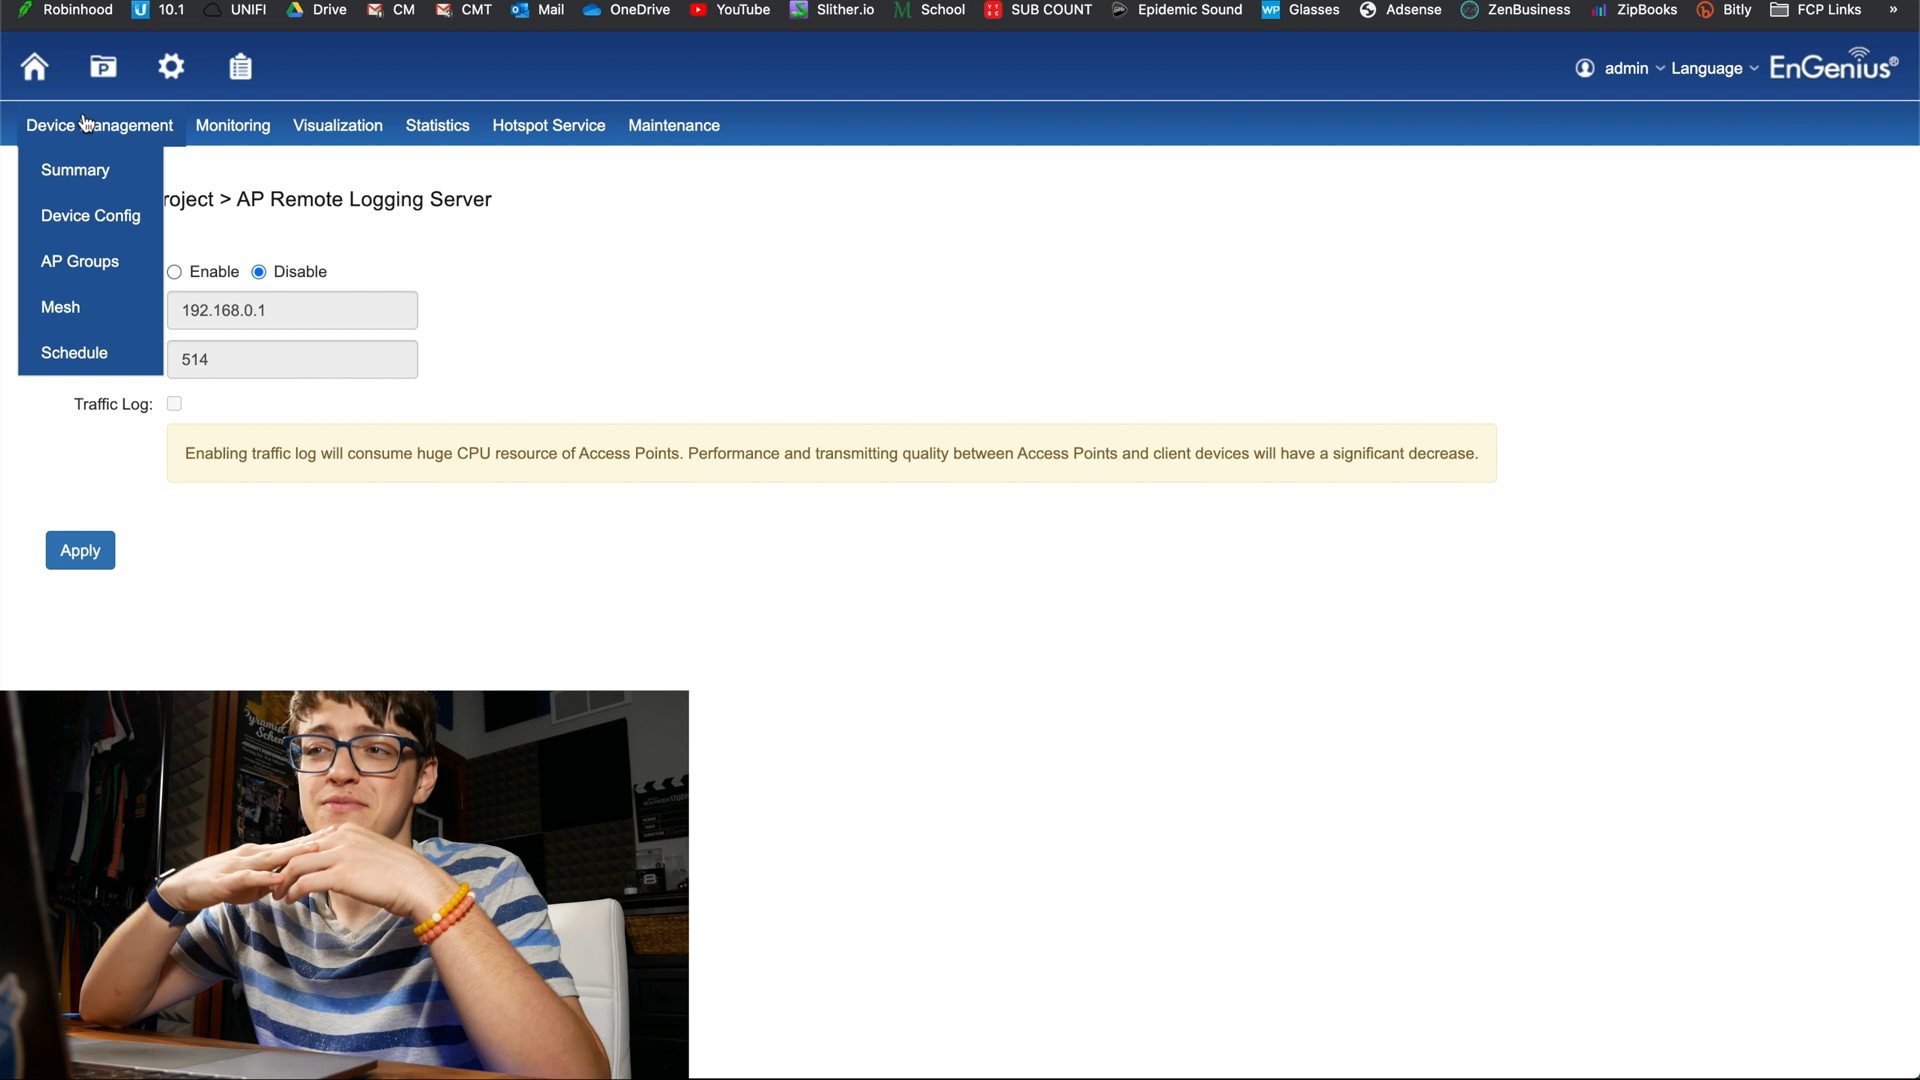 Robinhood 10.1 UNIFI Drive CM CMT Mail OneDrive YouTube Slither.io School SUB COUNT Epidemic Sound WP Glasses Adsense ZenBusiness ZipBooks Bitly FCP Links »
admin Language EnGenius®
Device Management Monitoring Visualization Statistics Hotspot Service Maintenance
Summary
roject > AP Remote Logging Server
Device Config
AP Groups
Enable Disable
Mesh
192.168.0.1
Schedule
514
Traffic Log:
Enabling traffic log will consume huge CPU resource of Access Points. Performance and transmitting quality between Access Points and client devices will have a significant decrease.
Apply
Pyramid